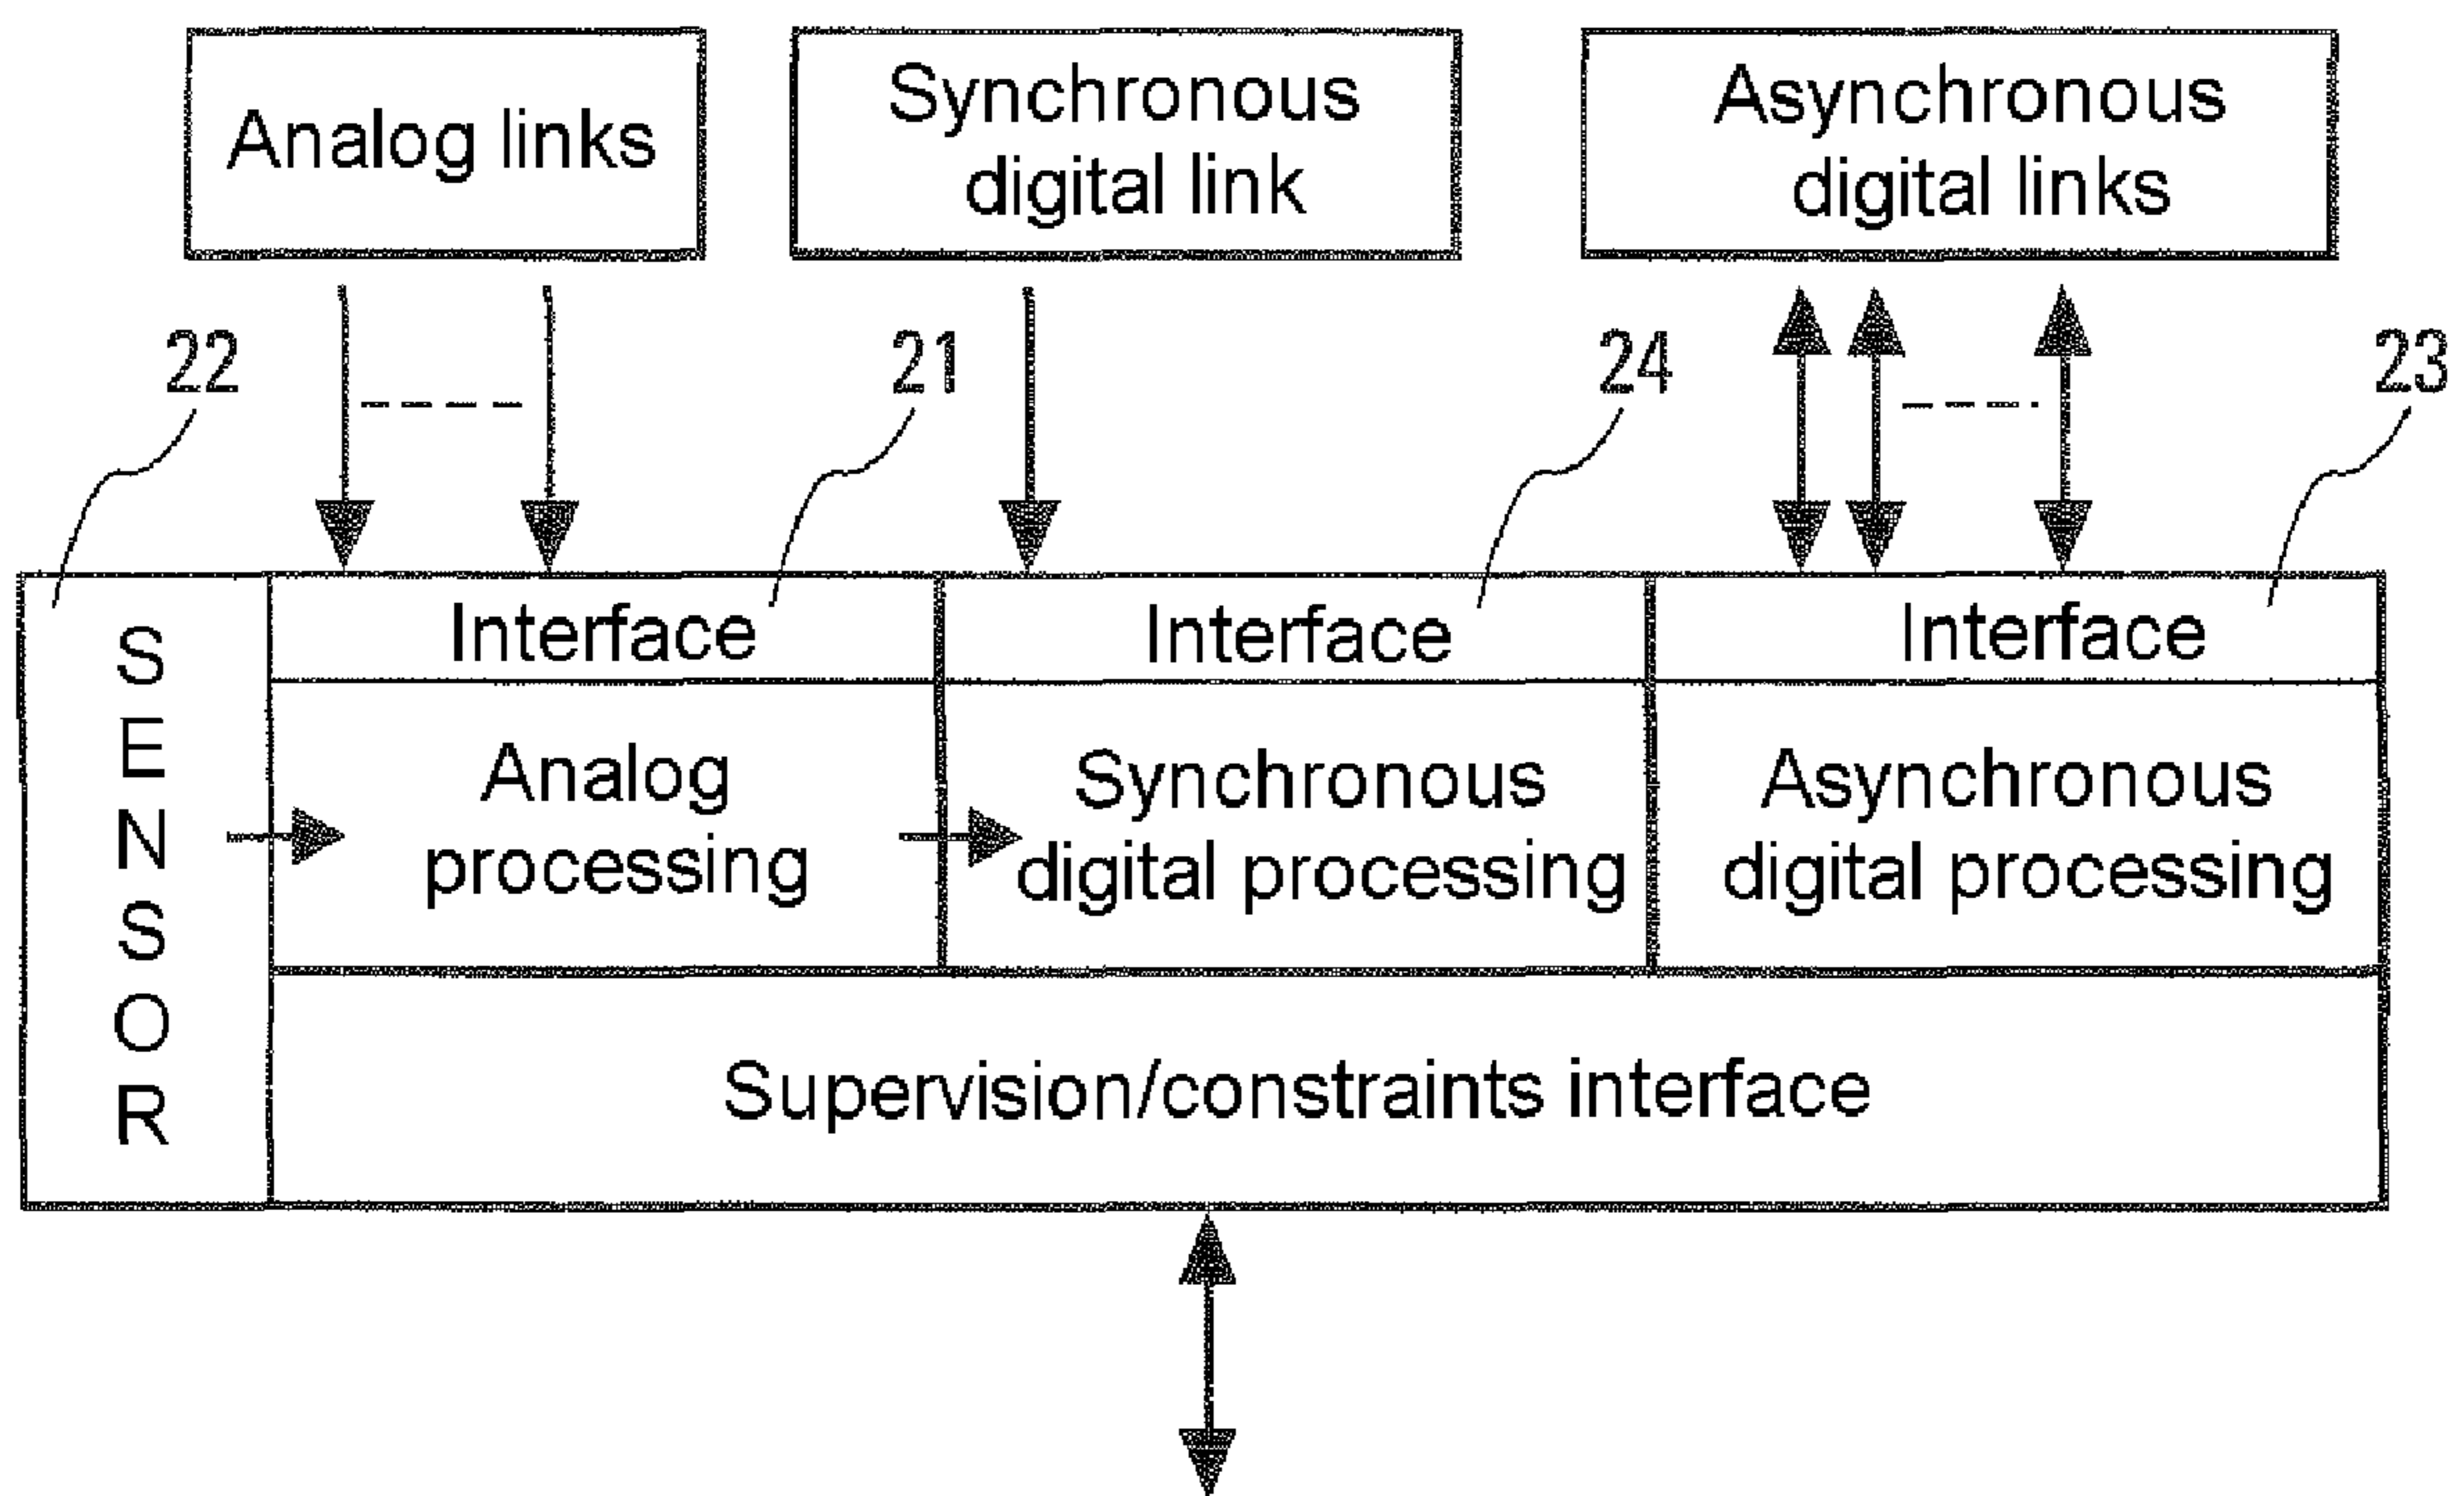 Analog links
Synchronous
digital link
Asynchronous
digital links
22
21
24
23
SENSOR
Interface
Interface
Interface
Analog
processing
Synchronous
digital processing
Asynchronous
digital processing
Supervision/constraints interface